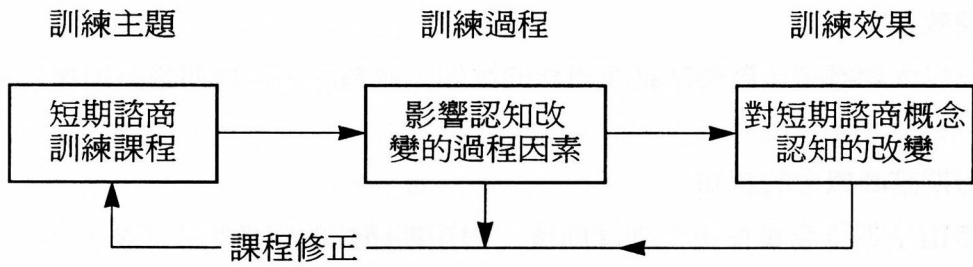 訓練主題
訓練過程
訓練效果
短期諮商
訓練課程
影響認知改
變的過程因素
對短期諮商概念
認知的改變
課程修正